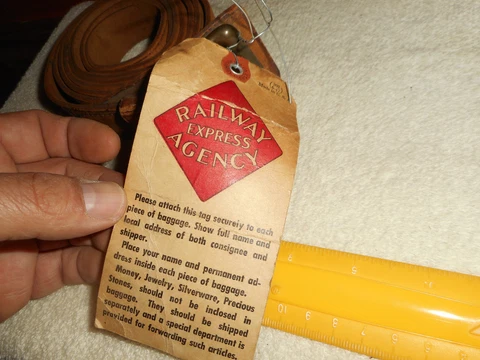 RAILWAY
EXPRESS
AGENCY
Please attach this tag securely to each
piece of baggage. Show full name and
local address of both consignee and
shipper.
Place your name and permanent ad-
dress inside each piece of baggage.
Money, Jewelry, Silverware, Precious
Stones, should not be inclosed in
baggage. They should be shipped
separately and a special department is
provided for forwarding such articles.